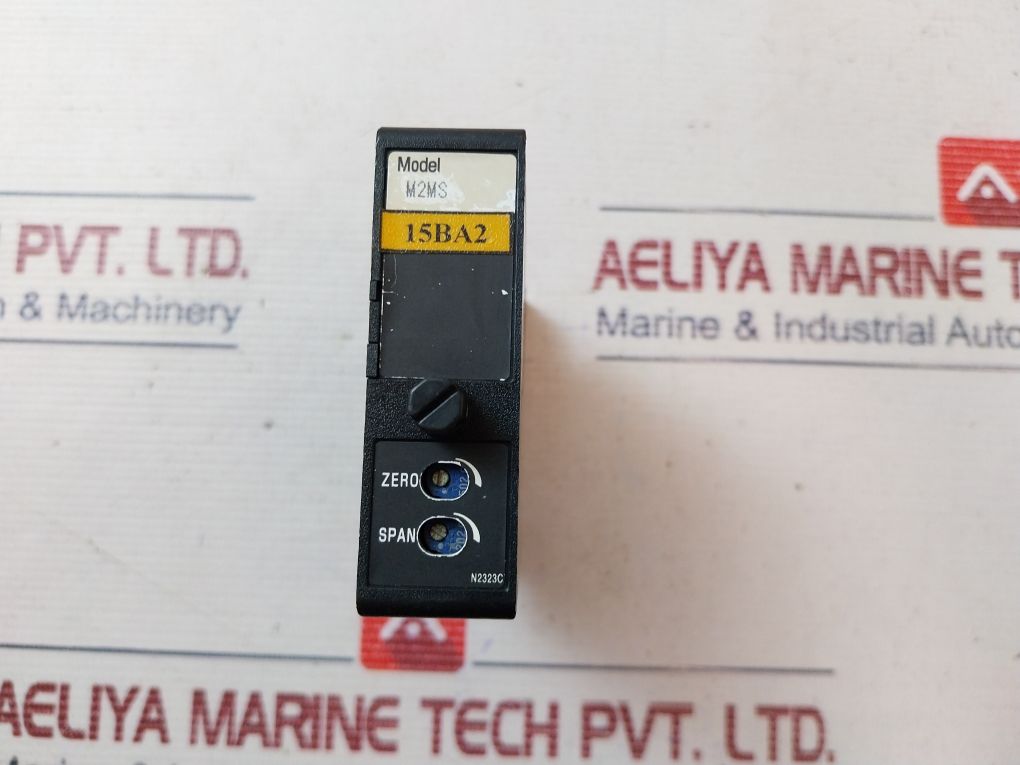 Model
M2MS
15BA2
ZERO
SPAN
N2323C
PVT. LTD.
& Machinery
AELIYA MARINE
Marine & Industrial Auto
AELIYA MARINE TECH PVT. LTD.